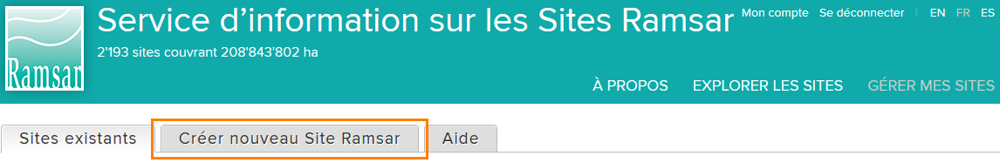 Service d'information sur les Sites Ramsar
Mon compte Se déconnecter | EN FR ES
2'193 sites couvrant 208'843'802 ha
Ramsar
À PROPOS EXPLORER LES SITES GÉRER MES SITES
Sites existants Créer nouveau Site Ramsar Aide